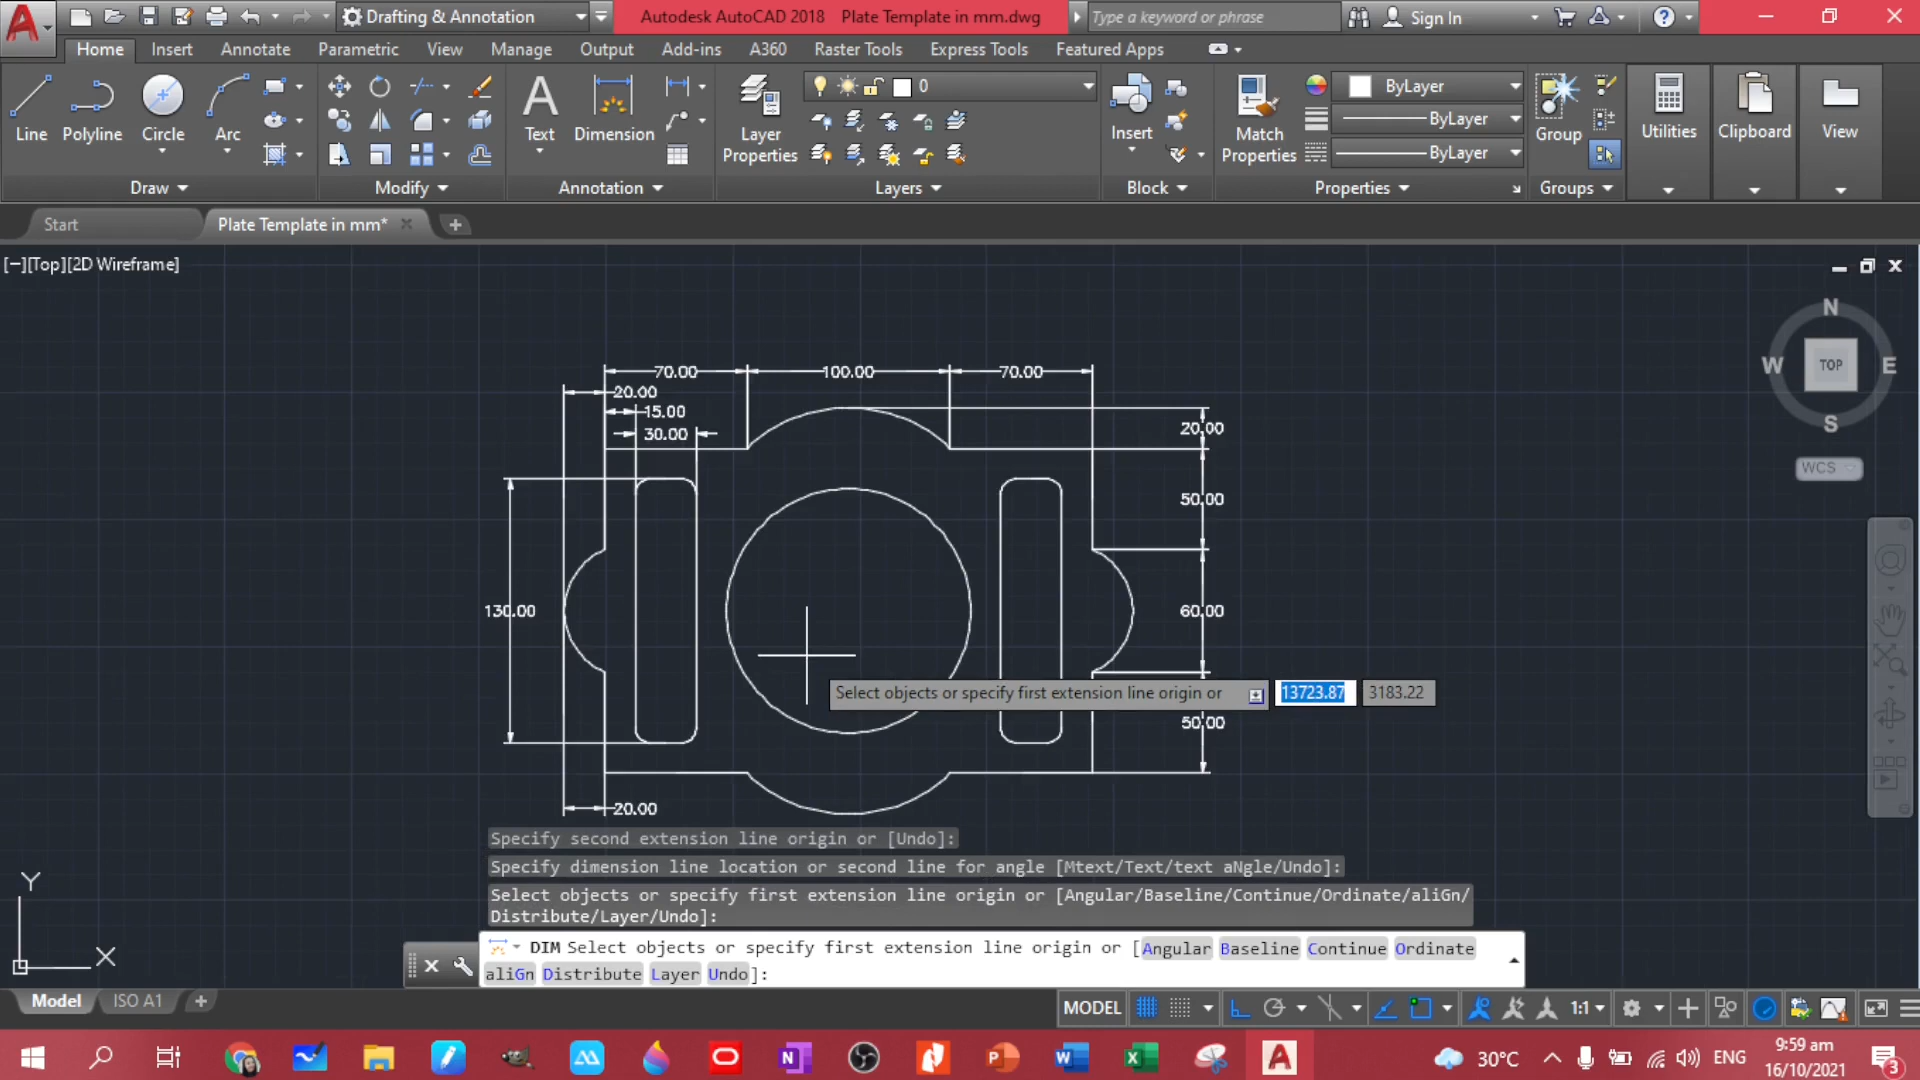 Drafting & Annotation
Autodesk AutoCAD 2018 Plate Template in mm.dwg
Type a keyword or phrase
Sign In
Home Insert Annotate Parametric View Manage Output Add-ins A360 Raster Tools Express Tools Featured Apps
0
ByLayer
ByLayer
ByLayer
Line Polyline Circle Arc
Text Dimension
Layer
Properties
Insert
Match
Properties
Group
Utilities Clipboard View
Draw Modify Annotation Layers Block Properties Groups
Start Plate Template in mm*
[−][Top][2D Wireframe]
N
W TOP E
S
WCS
70.00 100.00 70.00
20.00
15.00
30.00
20.00
50.00
130.00
60.00
Select objects or specify first extension line origin or 13723.87 3183.22
50.00
20.00
Specify second extension line origin or [Undo]:
Specify dimension line location or second line for angle [Mtext/Text/text aNgle/Undo]:
Select objects or specify first extension line origin or [Angular/Baseline/Continue/Ordinate/aliGn/
Distribute/Layer/Undo]:
DIM Select objects or specify first extension line origin or [Angular Baseline Continue Ordinate
aliGn Distribute Layer Undo]:
Y
X
Model ISO A1
MODEL 1:1
30°C ENG
9:59 am
16/10/2021
3